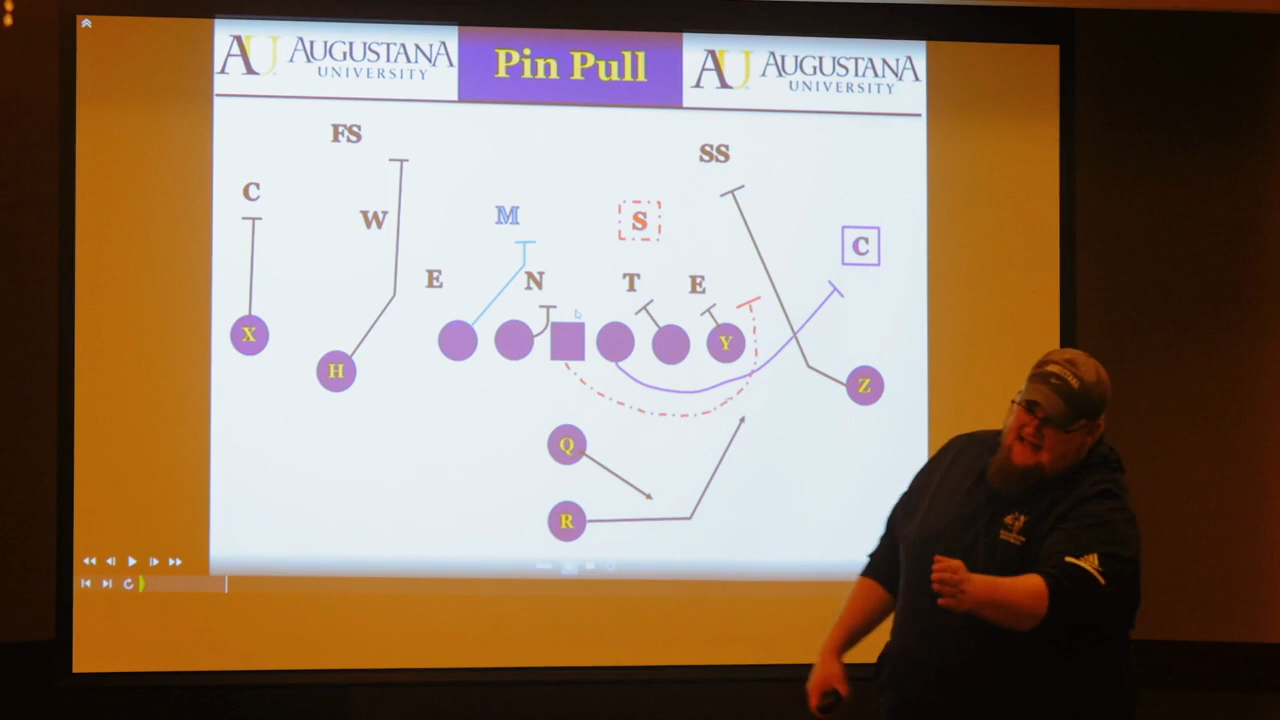 AU AUGUSTANA
UNIVERSITY
Pin Pull
AU AUGUSTANA
UNIVERSITY
FS
SS
C
W
M
S
C
E
N
T
E
X
H
Y
Z
Q
R